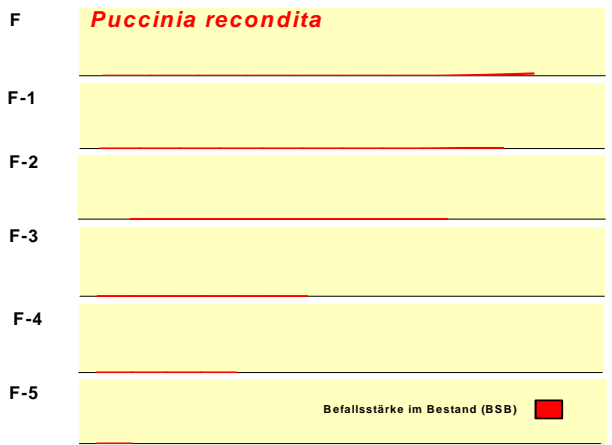 F
Puccinia recondita
F-1
F-2
F-3
F-4
F-5
Befallsstärke im Bestand (BSB)